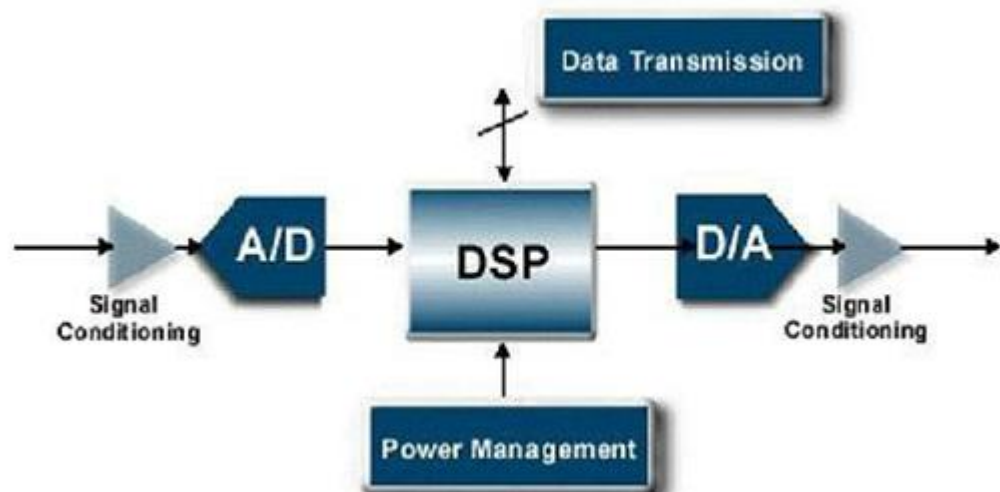 Data Transmission
A/D
DSP
D/A
Signal
Conditioning
Signal
Conditioning
Power Management